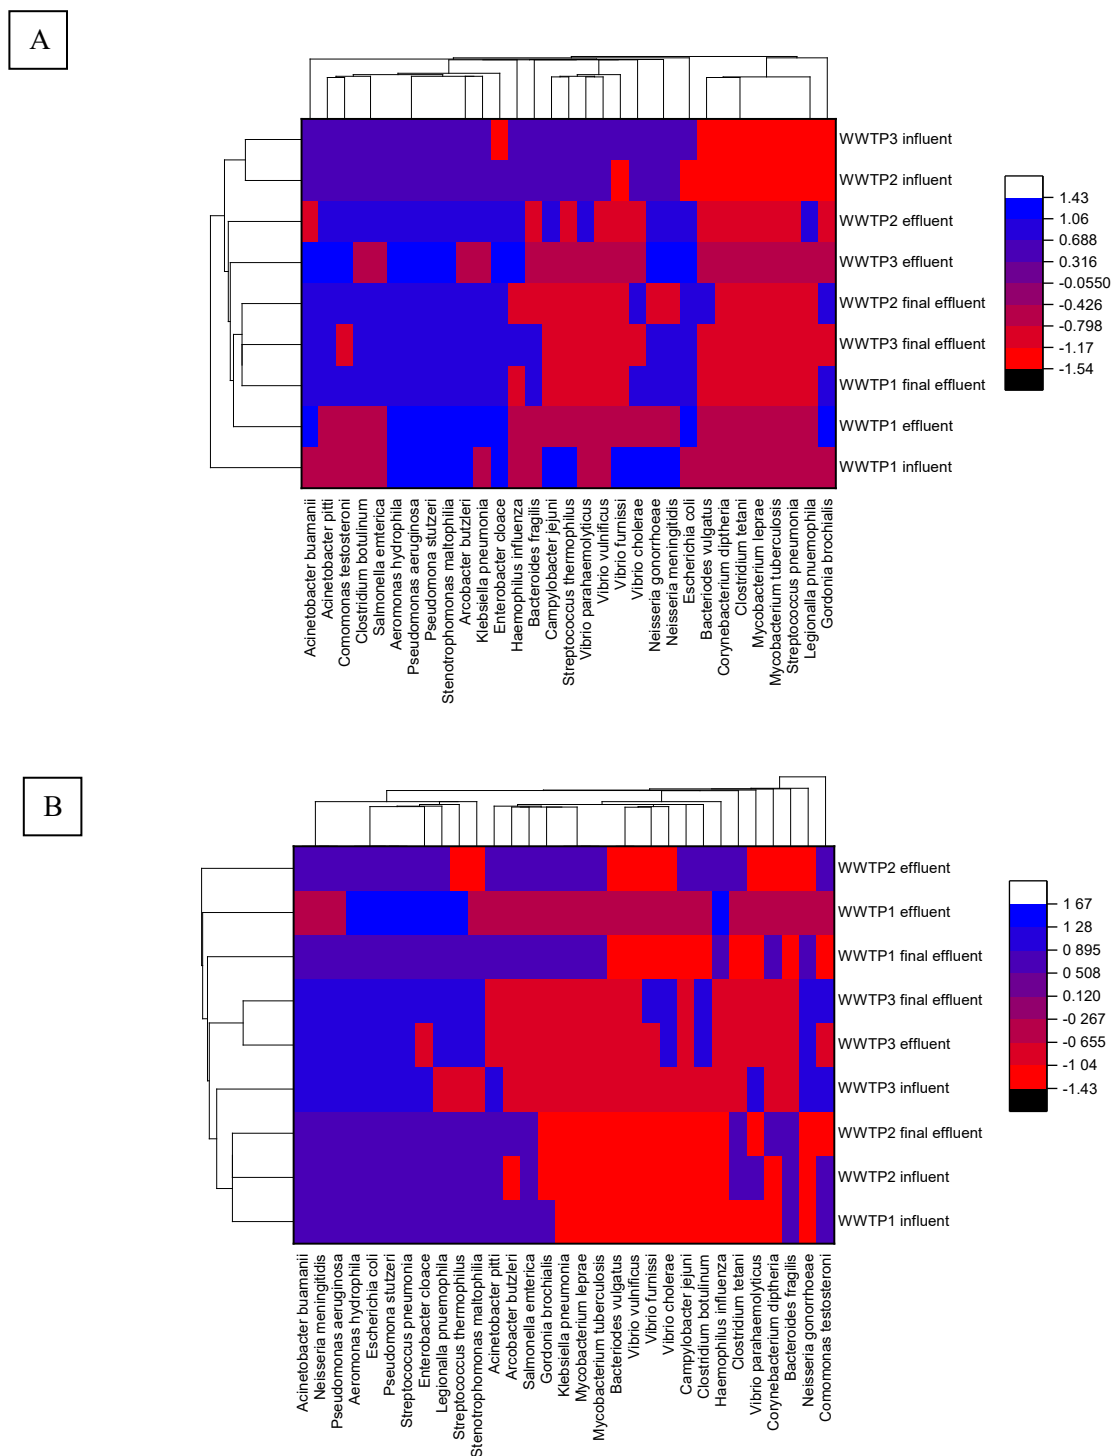 A
WWTP3 influent
WWTP2 influent
WWTP2 effluent
WWTP3 effluent
WWTP2 final effluent
WWTP3 final effluent
WWTP1 final effluent
WWTP1 effluent
WWTP1 influent
1.43
1.06
0.688
0.316
-0.0550
-0.426
-0.798
-1.17
-1.54
Acinetobacter buamanii
Acinetobacter pitti
Comomonas testosteroni
Clostridium botulinum
Salmonella emterica
Aeromonas hydrophila
Pseudomonas aeruginosa
Pseudomona stutzeri
Stenotrophomonas maltophilia
Arcobacter butzleri
Klebsiella pneumonia
Enterobacter cloace
Haemophilus influenza
Bacteroides fragilis
Campylobacter jejuni
Streptococcus thermophilus
Vibrio parahaemolyticus
Vibrio vulnificus
Vibrio furnissi
Vibrio cholerae
Neisseria gonorrhoeae
Neisseria meningitidis
Escherichia coli
Bacteriodes vulgatus
Corynebacterium diptheria
Clostridium tetani
Mycobacterium leprae
Mycobacterium tuberculosis
Streptococcus pneumonia
Legionalla pnuemophila
Gordonia brochialis
B
WWTP2 effluent
WWTP1 effluent
WWTP1 final effluent
WWTP3 final effluent
WWTP3 effluent
WWTP3 influent
WWTP2 final effluent
WWTP2 influent
WWTP1 influent
1 67
1 28
0 895
0 508
0.120
-0 267
-0 655
-1 04
-1.43
Acinetobacter buamanii
Neisseria meningitidis
Pseudomonas aeruginosa
Aeromonas hydrophila
Escherichia coli
Pseudomona stutzeri
Streptococcus pneumonia
Enterobacter cloace
Legionalla pnuemophila
Streptococcus thermophilus
Stenotrophomonas maltophilia
Acinetobacter pitti
Arcobacter butzleri
Salmonella emterica
Gordonia brochialis
Klebsiella pneumonia
Mycobacterium leprae
Mycobacterium tuberculosis
Bacteriodes vulgatus
Vibrio vulnificus
Vibrio furnissi
Vibrio cholerae
Campylobacter jejuni
Clostridium botulinum
Haemophilus influenza
Clostridium tetani
Vibrio parahaemolyticus
Corynebacterium diptheria
Bacteroides fragilis
Neisseria gonorrhoeae
Comomonas testosteroni